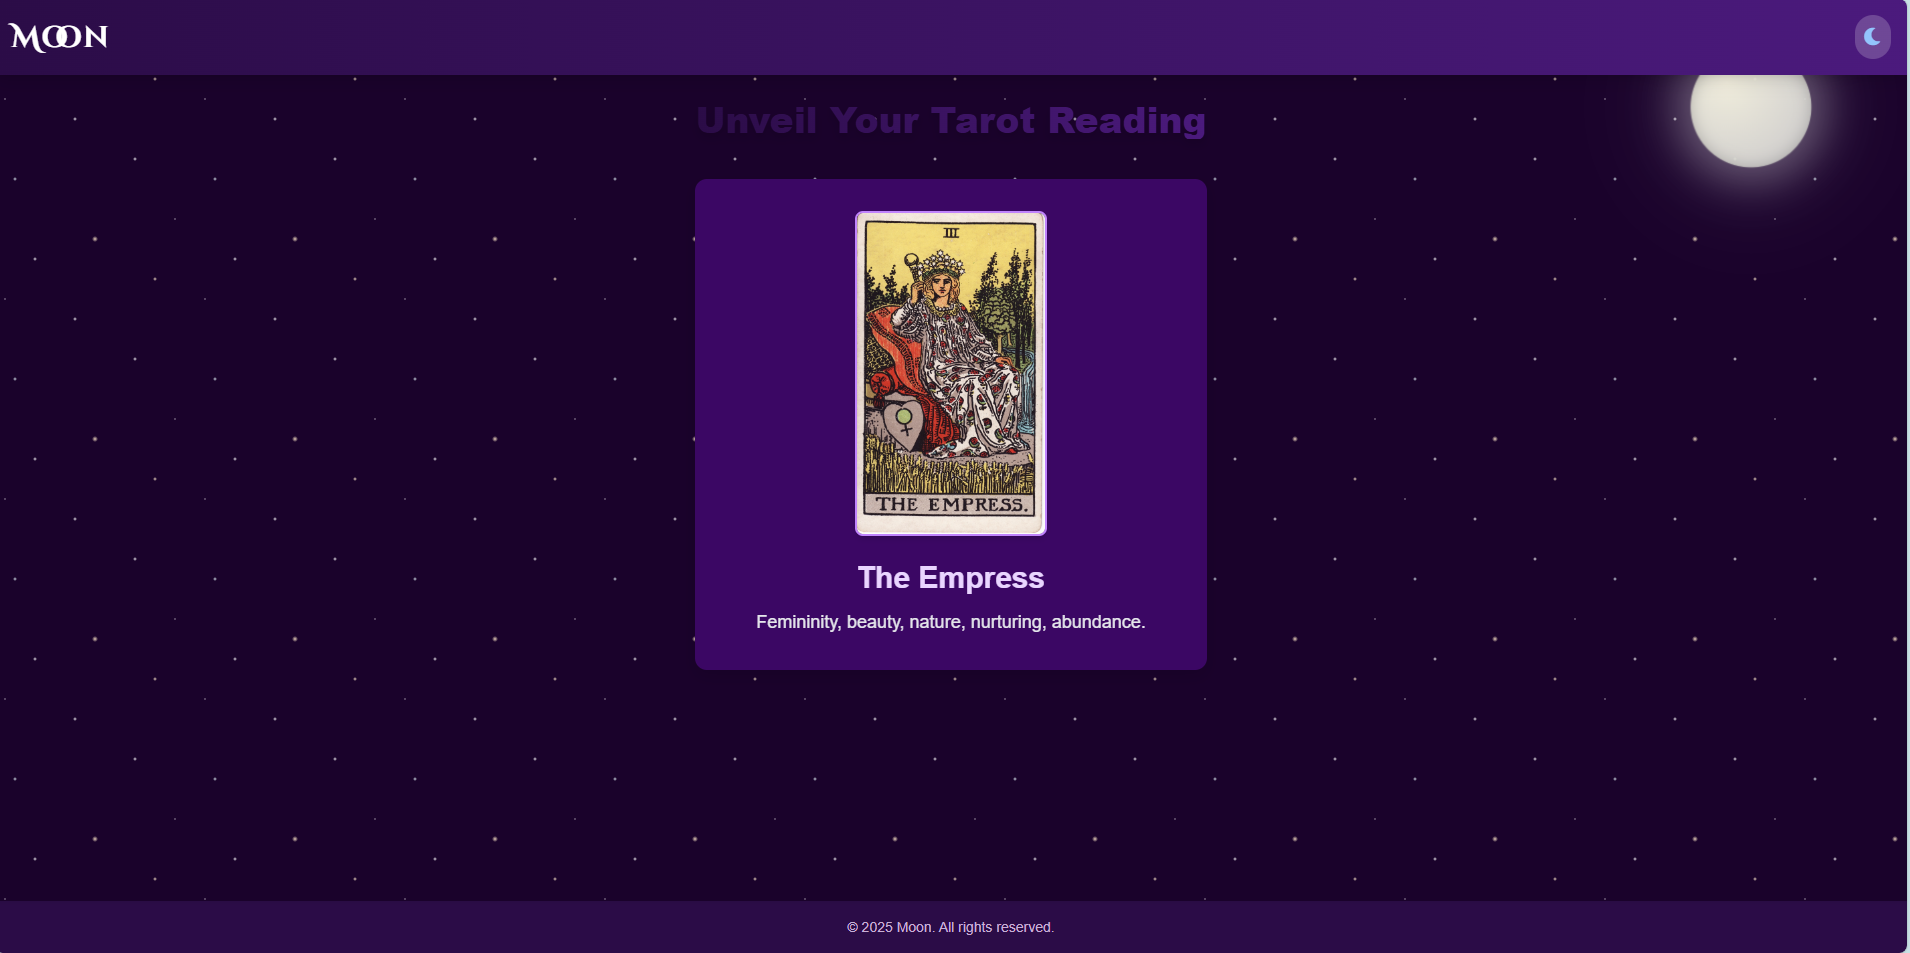 MOON
Unveil Your Tarot Reading
III
THE EMPRESS.
The Empress
Femininity, beauty, nature, nurturing, abundance.
© 2025 Moon. All rights reserved.